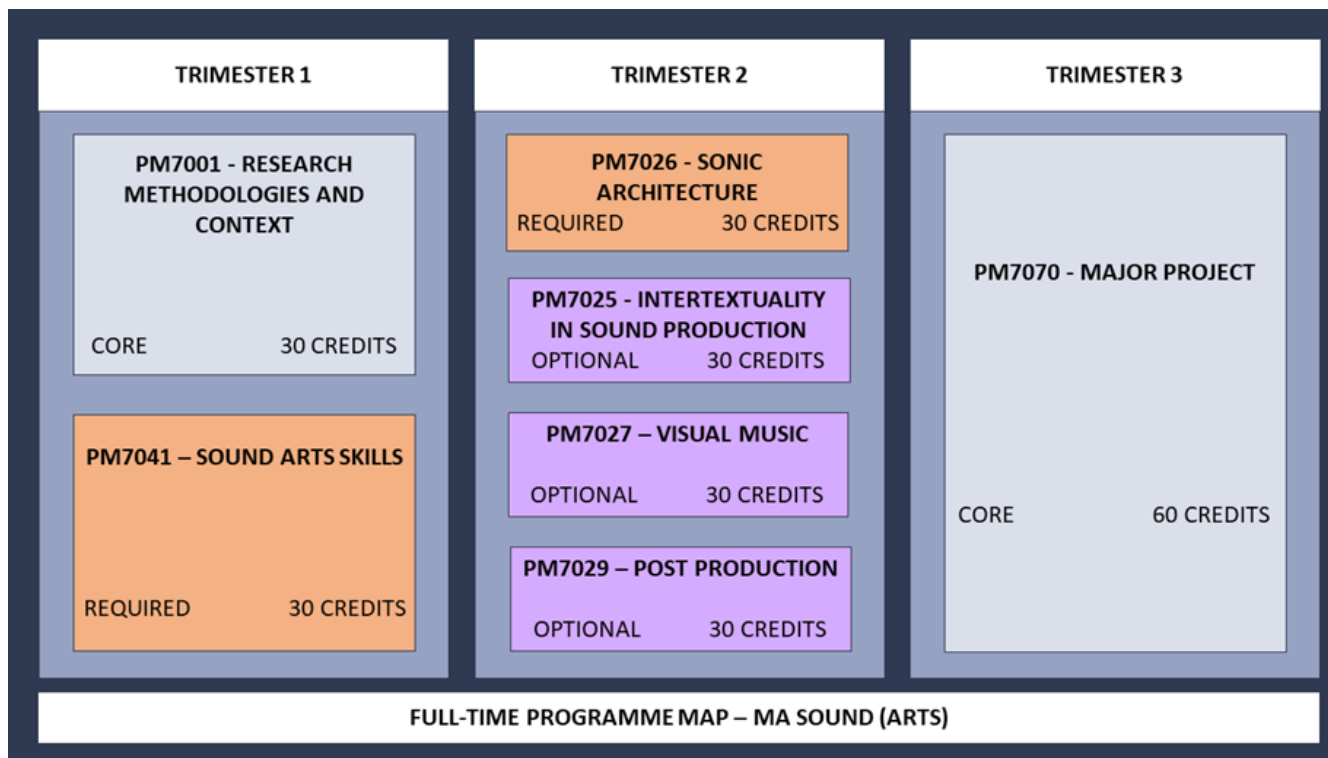 TRIMESTER 1
PM7001 - RESEARCH
METHODOLOGIES AND
CONTEXT
CORE 30 CREDITS
PM7041 – SOUND ARTS SKILLS
REQUIRED 30 CREDITS
TRIMESTER 2
PM7026 - SONIC
ARCHITECTURE
REQUIRED 30 CREDITS
PM7025 - INTERTEXTUALITY
IN SOUND PRODUCTION
OPTIONAL 30 CREDITS
PM7027 – VISUAL MUSIC
OPTIONAL 30 CREDITS
PM7029 – POST PRODUCTION
OPTIONAL 30 CREDITS
TRIMESTER 3
PM7070 - MAJOR PROJECT
CORE 60 CREDITS
FULL-TIME PROGRAMME MAP – MA SOUND (ARTS)